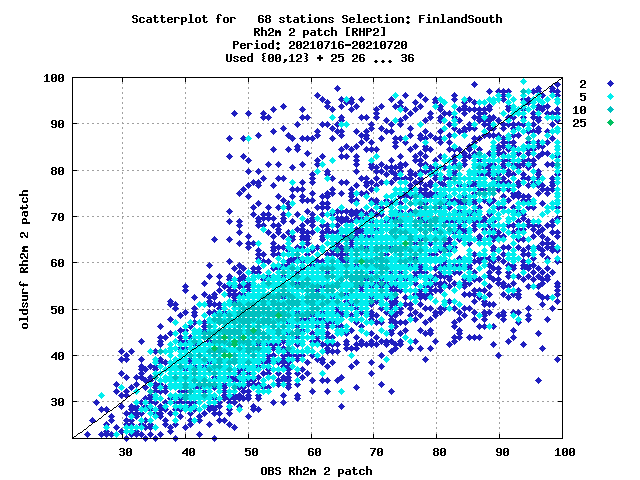 Scatterplot for   68 stations Selection: FinlandSouth
Rh2m 2 patch [RHP2]
Period: 20210716-20210720
Used {00,12} + 25 26 ... 36
2
5
10
25
100
90
80
70
60
50
40
30
oldsurf Rh2m 2 patch
30 40 50 60 70 80 90 100
OBS Rh2m 2 patch